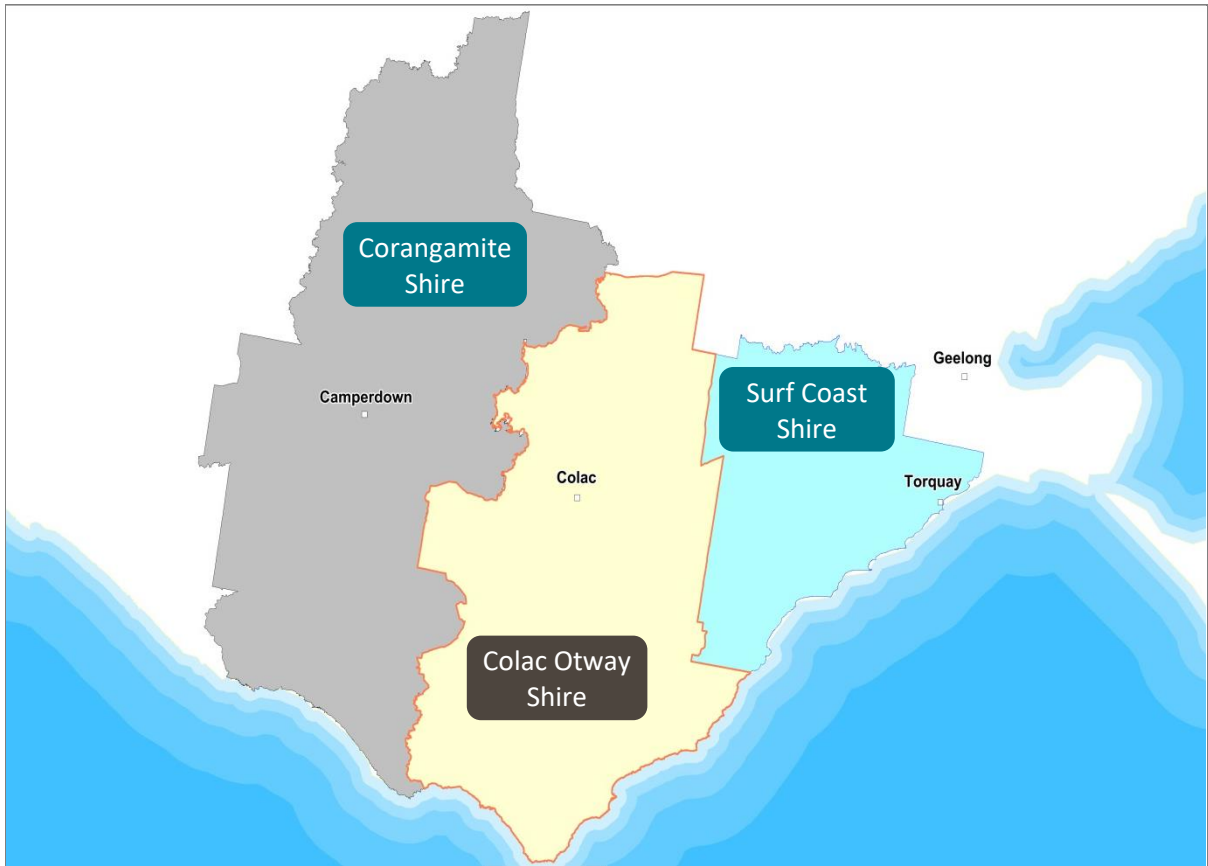 Corangamite
Shire
Geelong
Camperdown
Surf Coast
Shire
Colac
Torquay
Colac Otway
Shire